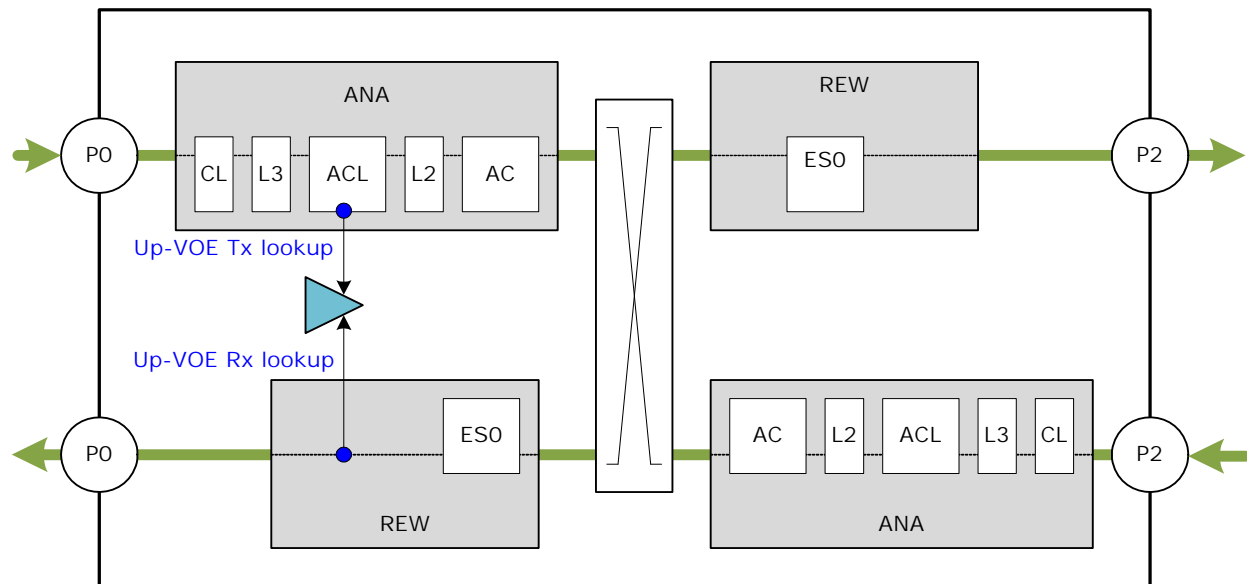 ANA
REW
P0
CL
L3
ACL
L2
AC
ES0
P2
Up-VOE Tx lookup
Up-VOE Rx lookup
P0
ES0
AC
L2
ACL
L3
CL
P2
REW
ANA